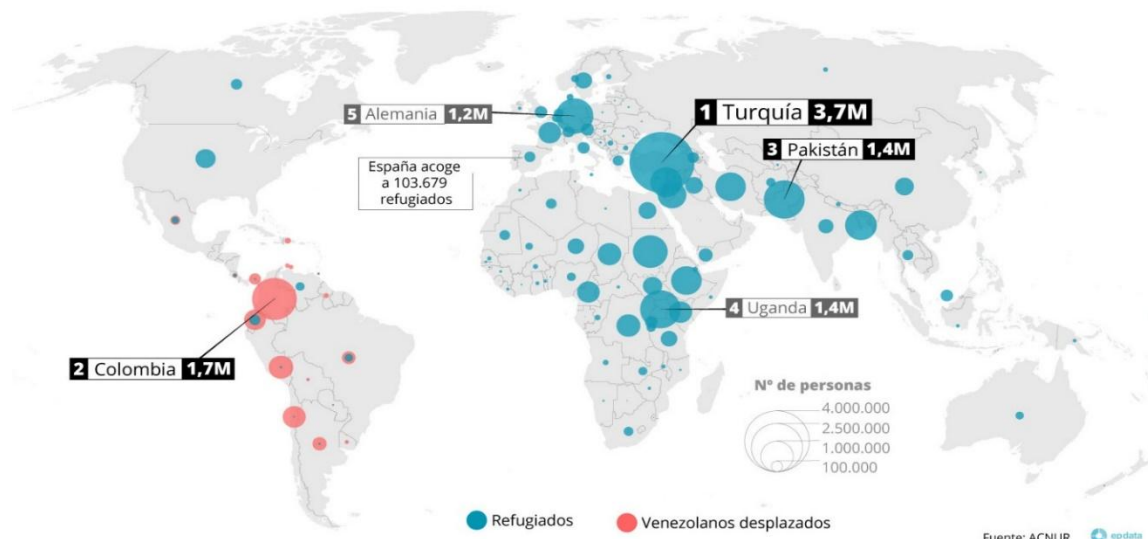 5 Alemania 1,2M
1 Turquía 3,7M
3 Pakistán 1,4M
España acoge
a 103.679
refugiados
4 Uganda 1,4M
2 Colombia 1,7M
Nº de personas
4.000.000
2.500.000
1.000.000
100.000
Refugiados
Venezolanos desplazados
Fuente: ACNUR
epdata